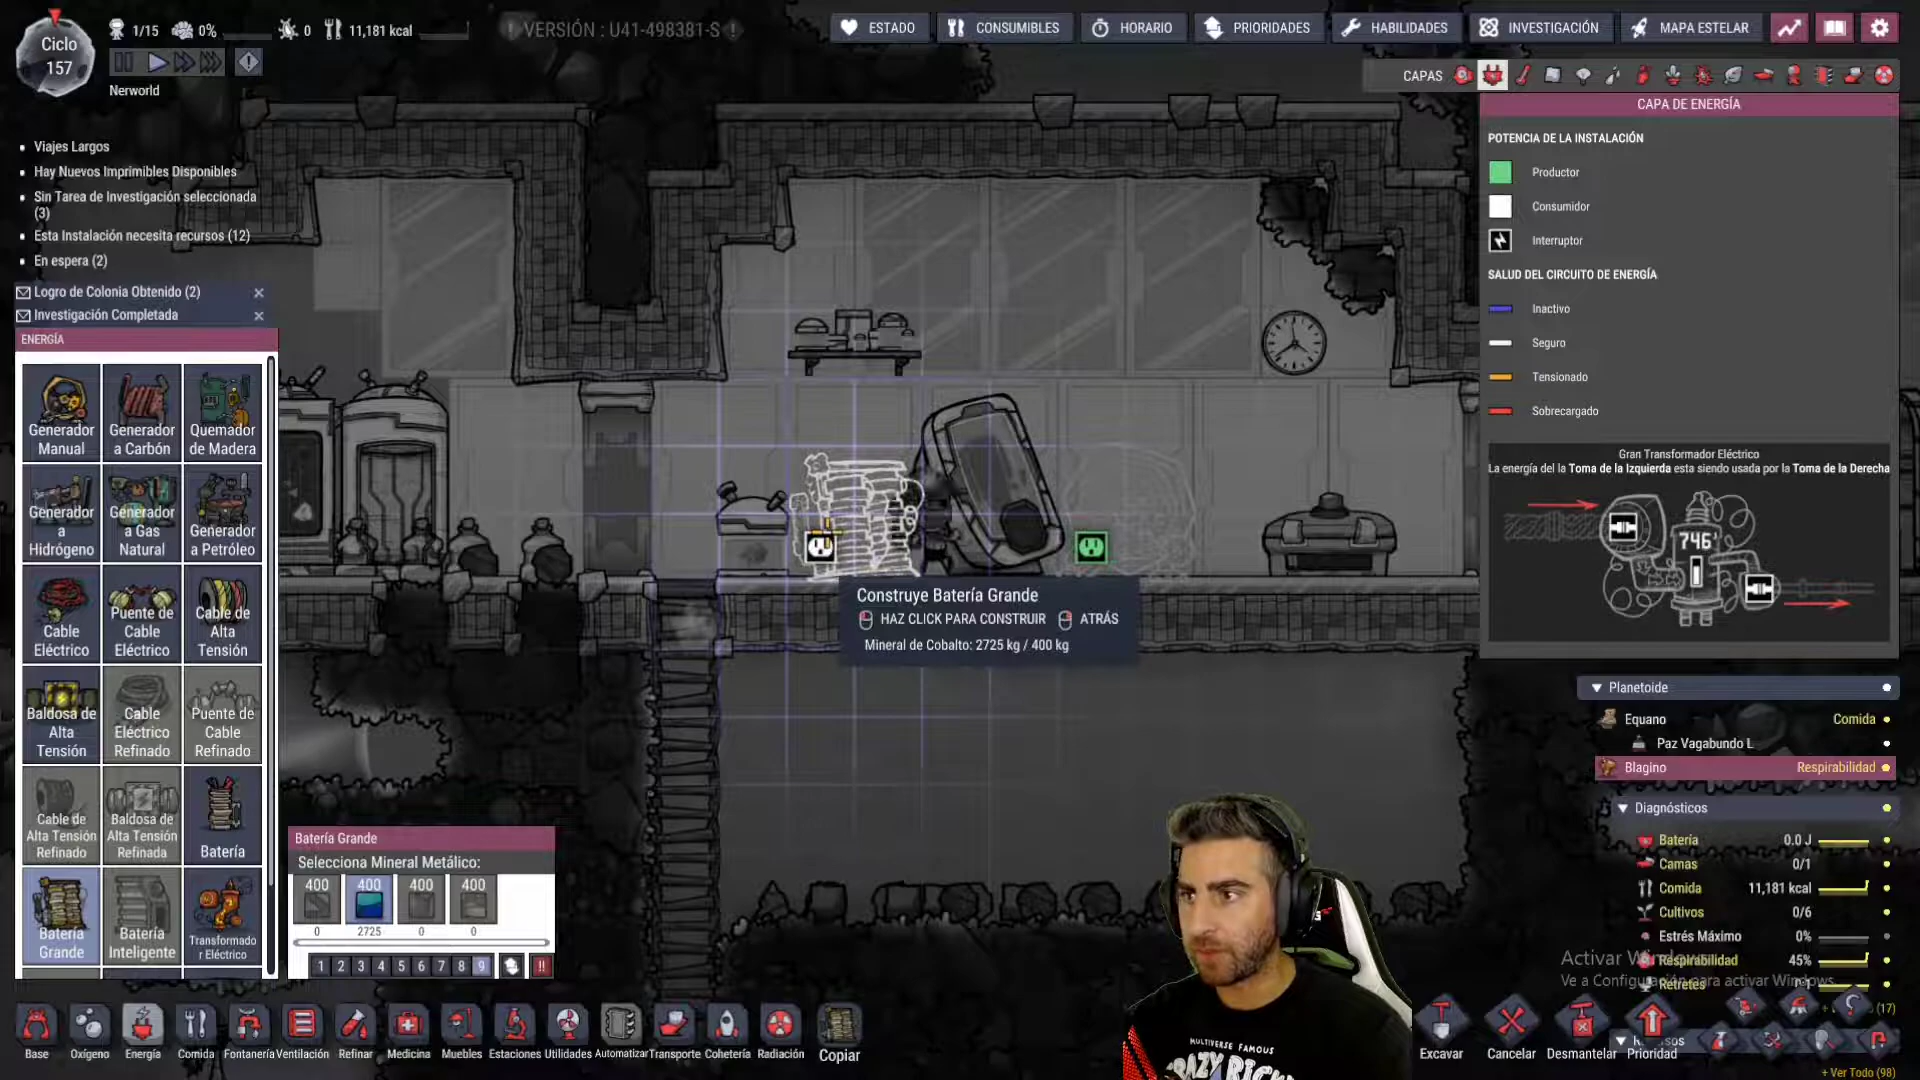 Ciclo
157
1/15
0%
0
11,181 kcal
Nerworld
VERSIÓN : U41-498381-S
ESTADO
CONSUMIBLES
HORARIO
PRIORIDADES
HABILIDADES
INVESTIGACIÓN
MAPA ESTELAR
CAPAS
CAPA DE ENERGÍA
POTENCIA DE LA INSTALACIÓN
Productor
Consumidor
Interruptor
SALUD DEL CIRCUITO DE ENERGÍA
Inactivo
Seguro
Tensionado
Sobrecargado
Gran Transformador Eléctrico
La energía del la Toma de la Izquierda esta siendo usada por la Toma de la Derecha
746
Viajes Largos
Hay Nuevos Imprimibles Disponibles
Sin Tarea de Investigación seleccionada
(3)
Esta Instalación necesita recursos (12)
En espera (2)
Logro de Colonia Obtenido (2)
Investigación Completada
ENERGÍA
Generador Manual
Generador a Carbón
Quemador de Madera
Generador a Hidrógeno
Generador a Gas Natural
Generador a Petróleo
Cable Eléctrico
Puente de Cable Eléctrico
Cable de Alta Tensión
Baldosa de Alta Tensión
Cable Eléctrico Refinado
Puente de Cable Refinado
Cable de Alta Tensión Refinado
Baldosa de Alta Tensión Refinada
Batería
Batería Grande
Batería Inteligente
Transformado r Eléctrico
Construye Batería Grande
HAZ CLICK PARA CONSTRUIR ATRÁS
Mineral de Cobalto: 2725 kg / 400 kg
Batería Grande
Selecciona Mineral Metálico:
400 400 400 400
0 2725 0 0
1 2 3 4 5 6 7 8 9 !!
Planetoide
Equano Comida
Paz Vagabundo L
Blagino Respirabilidad
Diagnósticos
Batería 0.0 J
Camas 0/1
Comida 11,181 kcal
Cultivos 0/6
Estrés Máximo 0%
Respirabilidad 45%
Retretes
Ve a Configuración para activar Windows.
(17)
Base
Oxígeno
Energía
Comida
Fontanería
Ventilación
Refinar
Medicina
Muebles
Estaciones
Utilidades
Automatizar
Transporte
Cohetería
Radiación
Copiar
Excavar
Cancelar
Desmantelar
Prioridad
+ Ver Todo (98)
MULTIVERSE FAMOUS